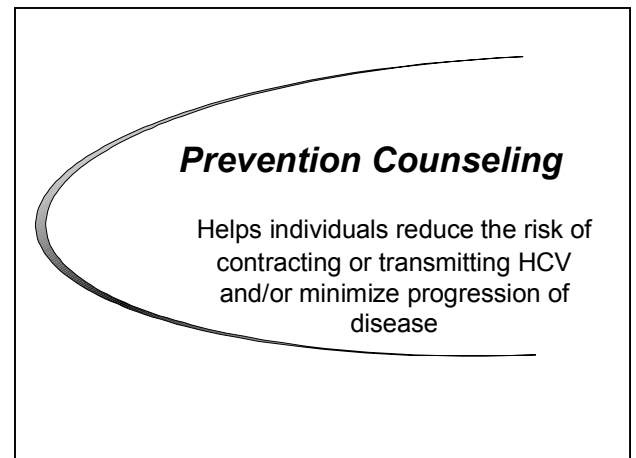 Prevention Counseling
Helps individuals reduce the risk of
contracting or transmitting HCV
and/or minimize progression of
disease